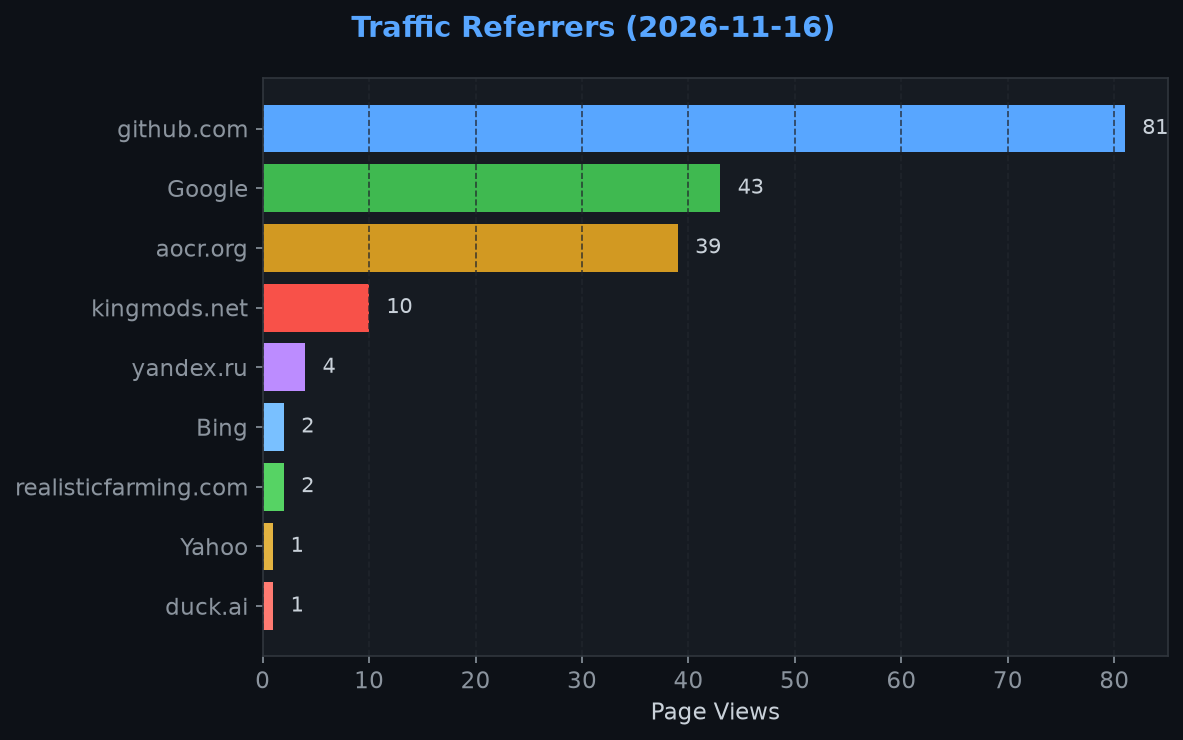 Traffic Referrers (2026-11-16)
github.com 81
Google 43
aocr.org 39
kingmods.net 10
yandex.ru 4
Bing 2
realisticfarming.com 2
Yahoo 1
duck.ai 1
0 10 20 30 40 50 60 70 80
Page Views